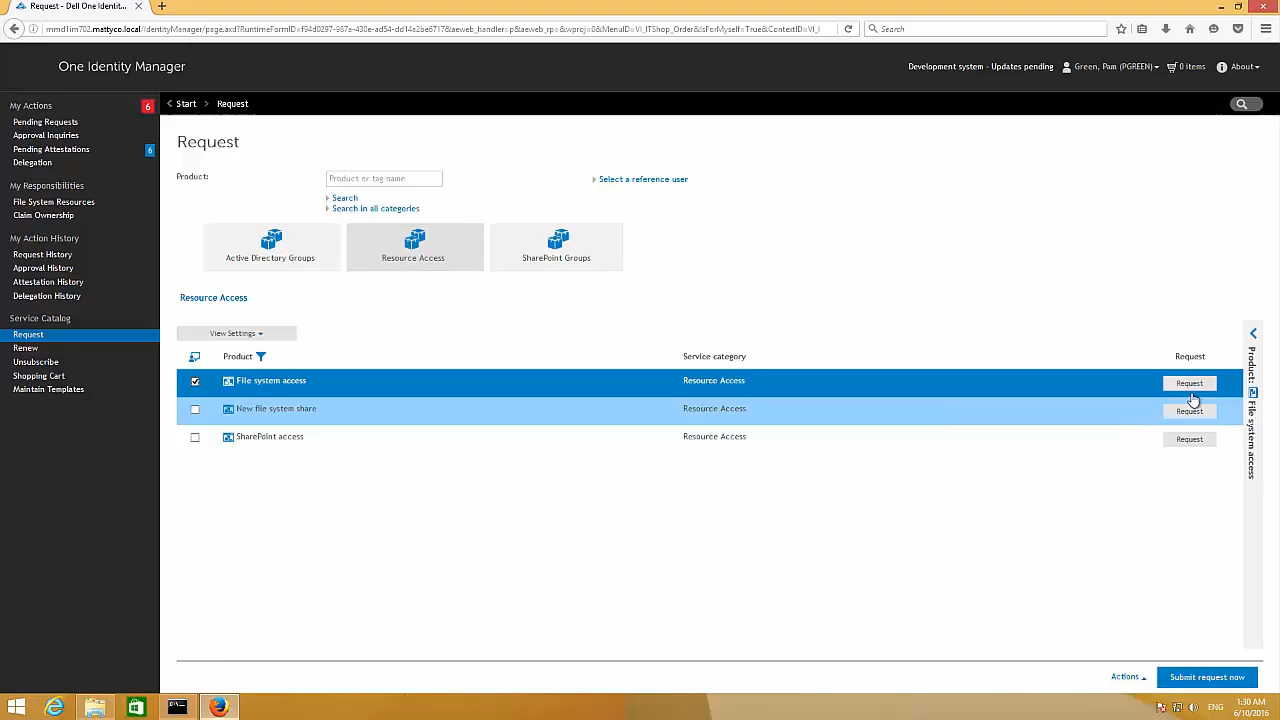 Request - Dell One Identit...
mmd1im702.mattyco.local/IdentityManager/page.axd?RuntimeFormID=f94d0297-987a-430e-ad54-dd14a2be6717&aeweb_handler=p&aeweb_rp=&wproj=0&MenuID=VI_ITShop_Order&IsForMyself=True&ContextID=VI_I
Search
One Identity Manager
Development system - Updates pending
Green, Pam (PGREEN)
0 items
About
My Actions
6
Pending Requests
Approval Inquiries
Pending Attestations
6
Delegation
My Responsibilities
File System Resources
Claim Ownership
My Action History
Request History
Approval History
Attestation History
Delegation History
Service Catalog
Request
Renew
Unsubscribe
Shopping Cart
Maintain Templates
Start
Request
Request
Product:
Product or tag name
Select a reference user
Search
Search in all categories
Active Directory Groups
Resource Access
SharePoint Groups
Resource Access
View Settings
Product
Service category
Request
File system access
Resource Access
Request
New file system share
Resource Access
Request
SharePoint access
Resource Access
Request
Product: File system access
Actions
Submit request now
ENG
1:30 AM
6/10/2016